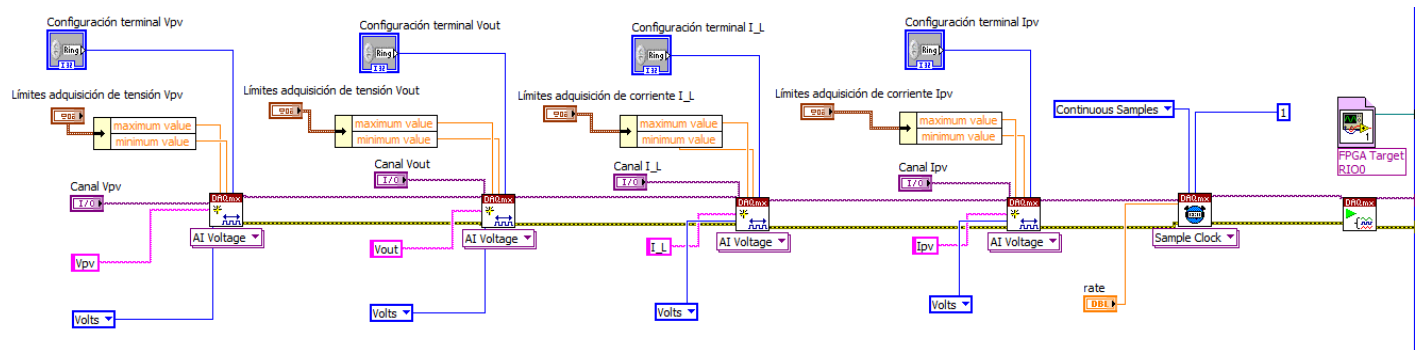 Configuración terminal Vpv
Configuración terminal Vout
Configuración terminal I_L
Configuración terminal Ipv
Ring
I32
Ring
I32
Ring
I32
Ring
I32
Límites adquisición de tensión Vpv
Límites adquisición de tensión Vout
Límites adquisición de corriente I_L
Límites adquisición de corriente Ipv
maximum value
minimum value
maximum value
minimum value
maximum value
minimum value
maximum value
minimum value
Continuous Samples
1
1
FPGA Target
RIO0
Canal Vpv
I/O
Canal Vout
I/O
Canal I_L
I/O
Canal Ipv
I/O
DAQmx
DAQmx
DAQmx
DAQmx
DAQmx
DAQmx
AI Voltage
AI Voltage
AI Voltage
AI Voltage
Sample Clock
Vpv
Vout
I_L
Ipv
rate
DBL
Volts
Volts
Volts
Volts